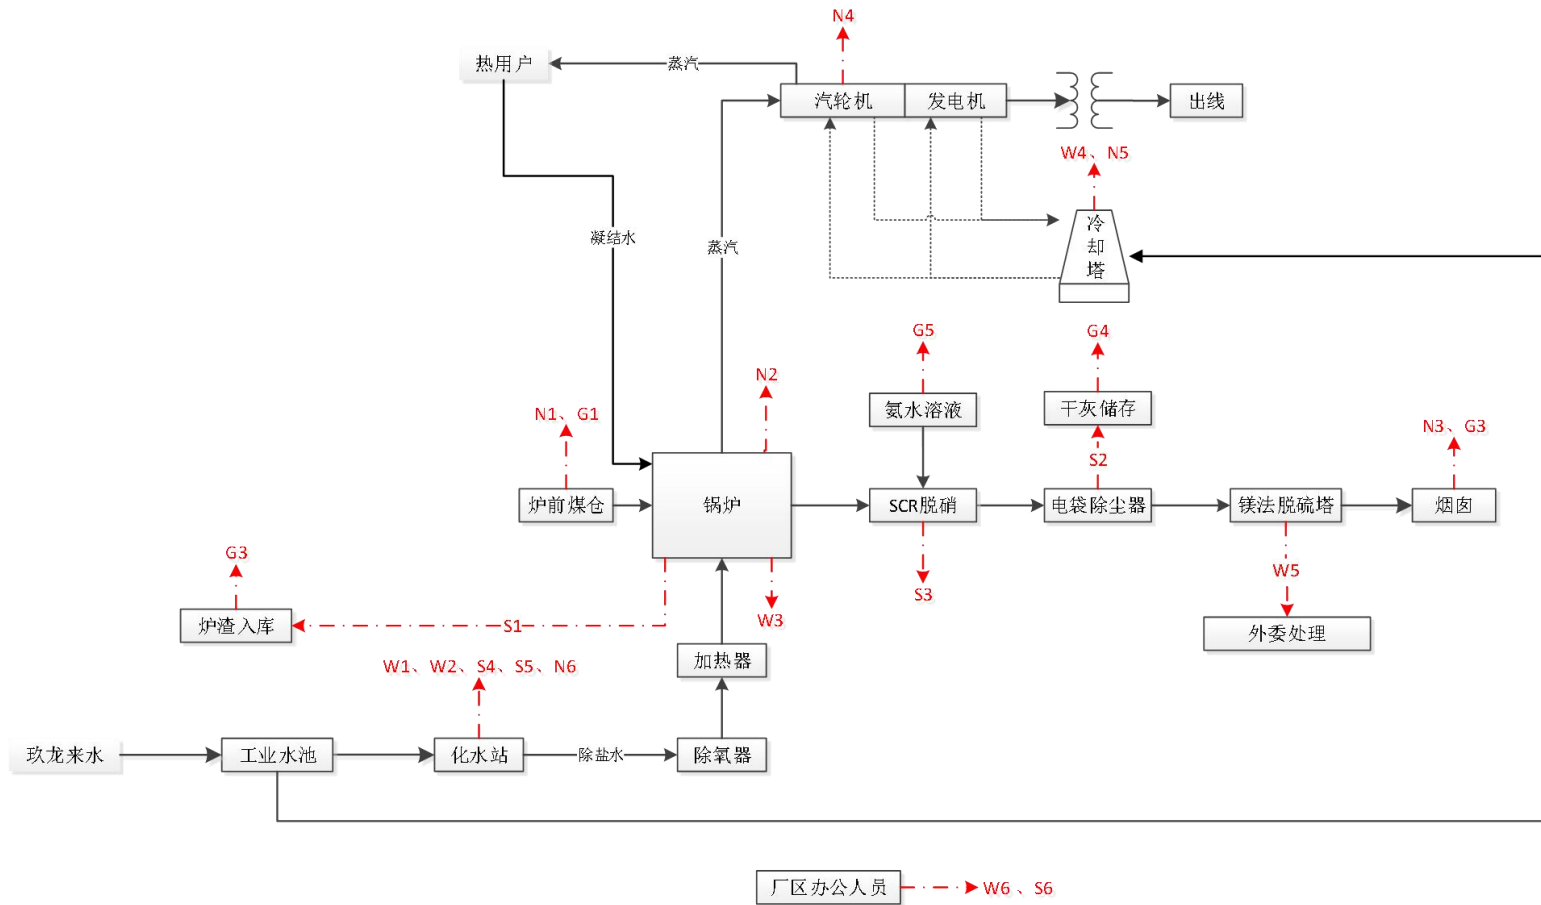 N4
热用户
蒸汽
汽轮机
发电机
出线
W4、N5
冷却塔
凝结水
蒸汽
G5
G4
N2
氨水溶液
干灰储存
N1、G1
N3、G3
S2
炉前煤仓
锅炉
SCR脱硝
电袋除尘器
镁法脱硫塔
烟囱
G3
W5
S3
炉渣入库
S1
W3
外委处理
加热器
W1、W2、S4、S5、N6
玖龙来水
工业水池
化水站
除盐水
除氧器
厂区办公人员
W6、S6